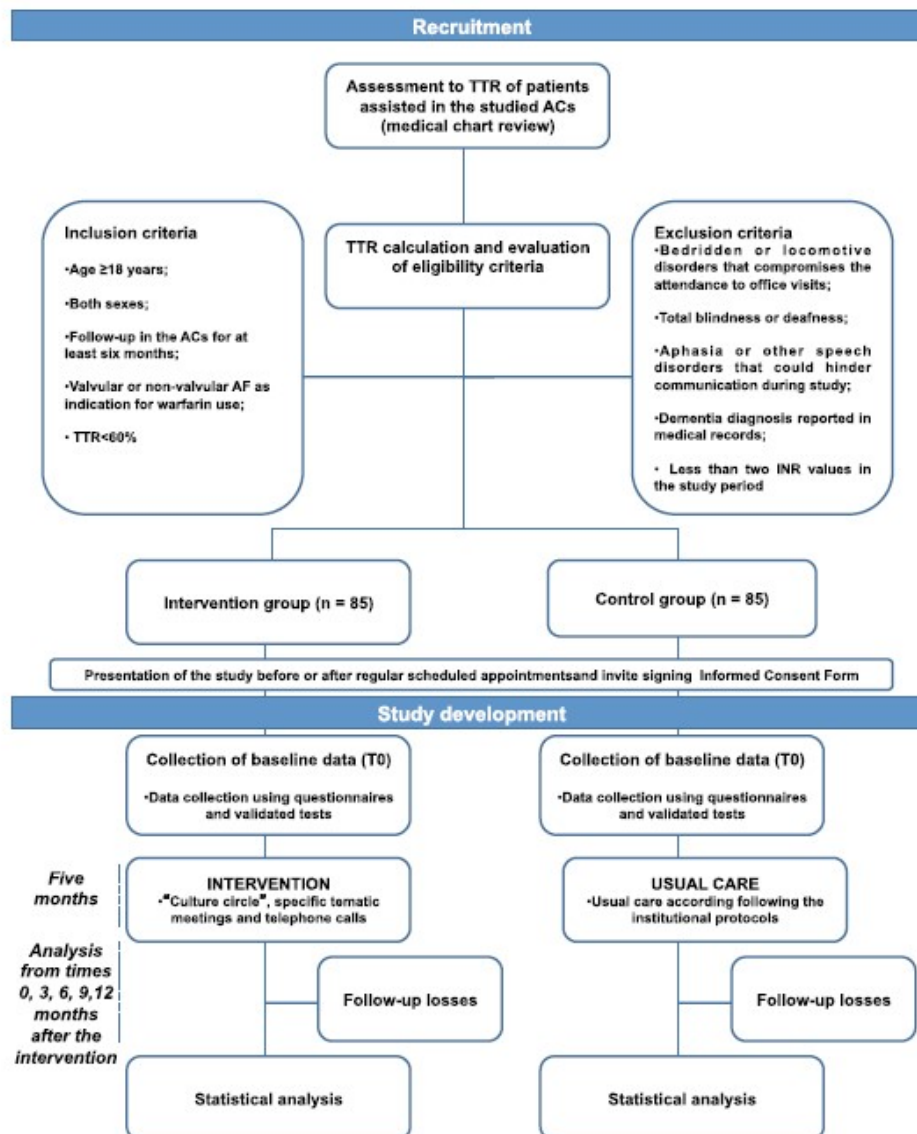 Recruitment
Assessment to TTR of patients
assisted in the studied ACs
(medical chart review)
Inclusion criteria
•Age ≥18 years;
•Both sexes;
•Follow-up in the ACs for at
least six months;
•Valvular or non-valvular AF as
indication for warfarin use;
• TTR<60%
TTR calculation and evaluation
of eligibility criteria
Exclusion criteria
•Bedridden or locomotive
disorders that compromises the
attendance to office visits;
•Total blindness or deafness;
•Aphasia or other speech
disorders that could hinder
communication during study;
•Dementia diagnosis reported in
medical records;
• Less than two INR values in
the study period
Intervention group (n = 85)
Control group (n = 85)
Presentation of the study before or after regular scheduled appointmentsand invite signing Informed Consent Form
Study development
Collection of baseline data (T0)
•Data collection using questionnaires
and validated tests
Collection of baseline data (T0)
•Data collection using questionnaires
and validated tests
Five
months
INTERVENTION
•"Culture circle", specific tematic
meetings and telephone calls
USUAL CARE
•Usual care according following the
institutional protocols
Analysis
from times
0, 3, 6, 9,12
months
after the
intervention
Follow-up losses
Follow-up losses
Statistical analysis
Statistical analysis